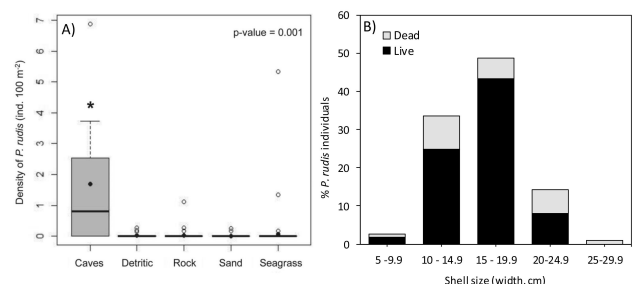 A)
p-value = 0.001
Density of P. rudis (ind. 100 m-2)
7
6
5
4
3
2
1
0
*
Caves Detritic Rock Sand Seagrass
B)
Dead
Live
% P. rudis individuals
60
50
40
30
20
10
0
5 -9.9 10 - 14.9 15 - 19.9 20-24.9 25-29.9
Shell size (width, cm)